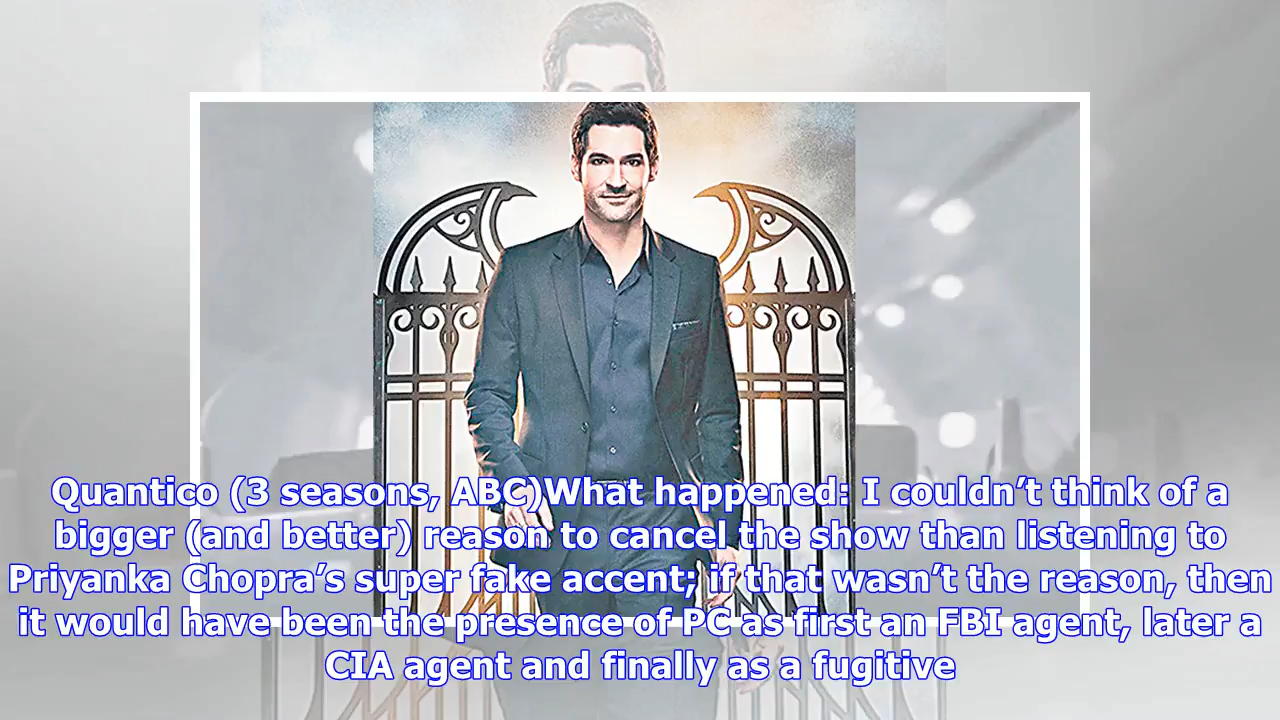 Quantico (3 seasons, ABC)What happened: I couldn’t think of a
bigger (and better) reason to cancel the show than listening to
Priyanka Chopra’s super fake accent; if that wasn’t the reason, then
it would have been the presence of PC as first an FBI agent, later a
CIA agent and finally as a fugitive